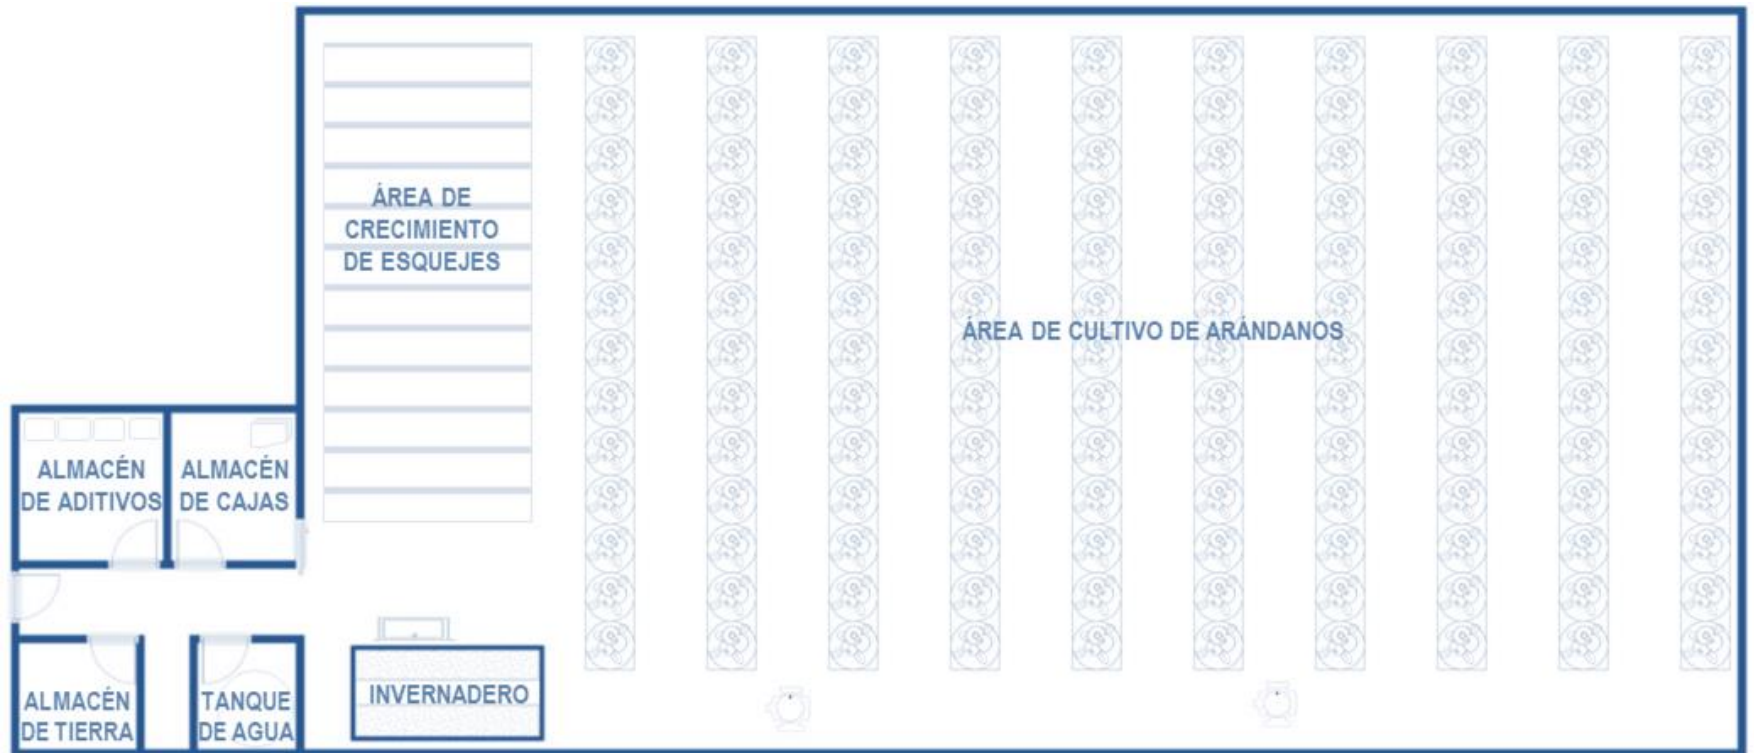 ÁREA DE
CRECIMIENTO
DE ESQUEJES
ÁREA DE CULTIVO DE ARÁNDANOS
ALMACÉN
DE ADITIVOS
ALMACÉN
DE CAJAS
ALMACÉN
DE TIERRA
TANQUE
DE AGUA
INVERNADERO